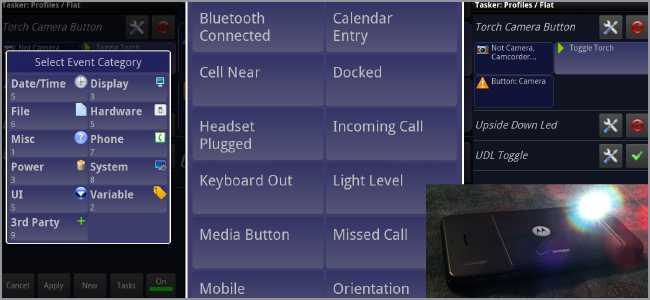 Tasker: Profiles / Flat
Torch Camera Button
Not Camera,
Toggle Torch
Select Event Category
Date/Time
5
Display
3
File
6
Hardware
5
Misc
1
Phone
7
Power
3
System
8
UI
5
Variable
2
3rd Party
9
Cancel
Apply
New
Tasks
On
Bluetooth
Connected
Calendar
Entry
Cell Near
Docked
Headset
Plugged
Incoming Call
Keyboard Out
Light Level
Media Button
Missed Call
Mobile
Orientation
Tasker: Profiles / Flat
Torch Camera Button
Not Camera,
Camcorder...
Toggle Torch
Button: Camera
Upside Down Led
UDL Toggle
MOTOROLA